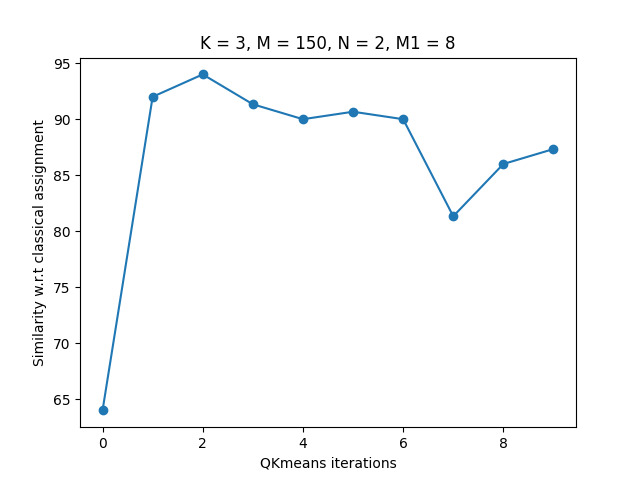 K = 3, M = 150, N = 2, M1 = 8
95
90
85
80
75
70
65
Similarity w.r.t classical assignment
0 2 4 6 8
QKmeans iterations